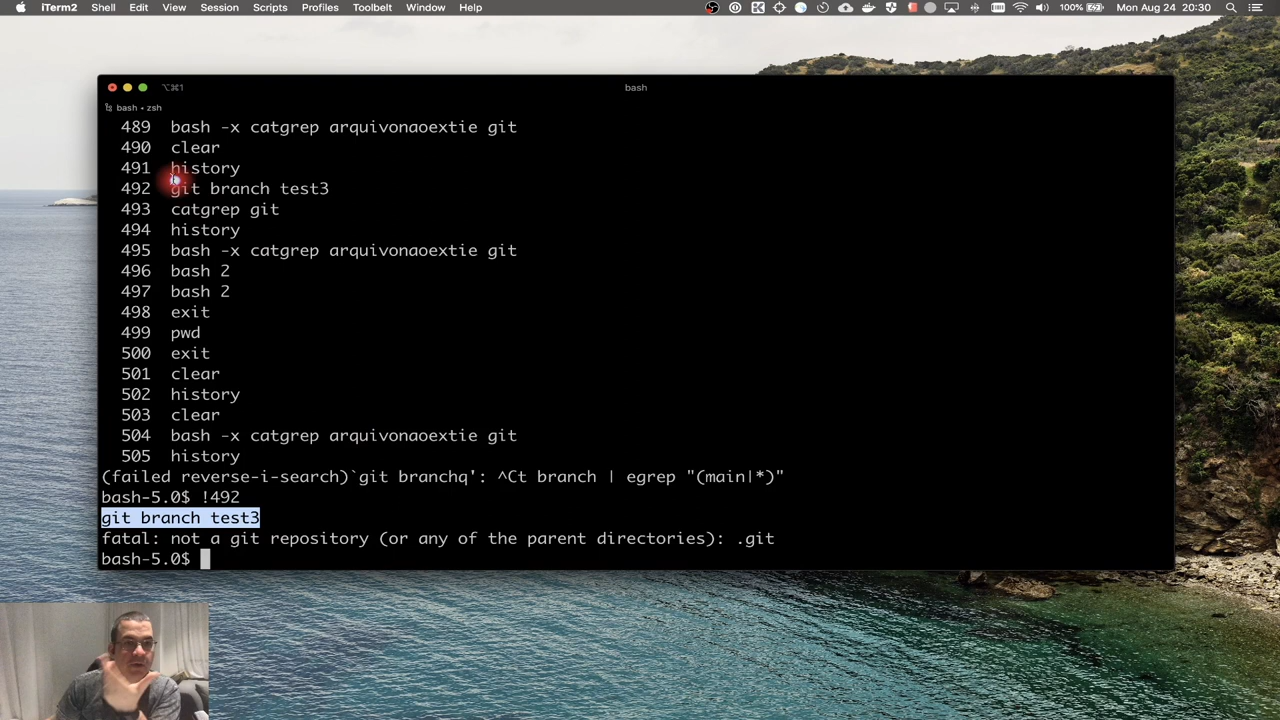 iTerm2 Shell Edit View Session Scripts Profiles Toolbelt Window Help 100% Mon Aug 24 20:30
⌥⌘1 bash
bash • zsh
489 bash -x catgrep arquivonaoextie git
490 clear
491 history
492 git branch test3
493 catgrep git
494 history
495 bash -x catgrep arquivonaoextie git
496 bash 2
497 bash 2
498 exit
499 pwd
500 exit
501 clear
502 history
503 clear
504 bash -x catgrep arquivonaoextie git
505 history
(failed reverse-i-search)`git branchq': ^Ct branch | egrep "(main|*)"
bash-5.0$ !492
git branch test3
fatal: not a git repository (or any of the parent directories): .git
bash-5.0$